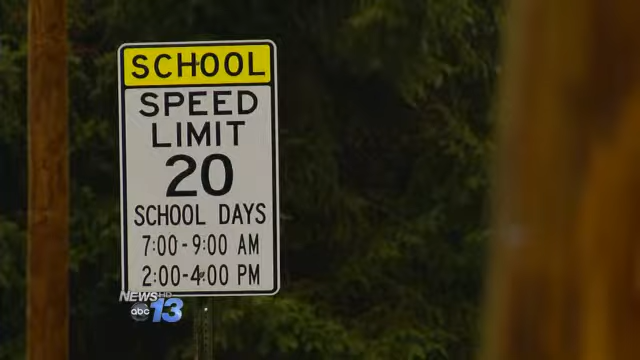 SCHOOL
SPEED
LIMIT
20
SCHOOL DAYS
7:00-9:00 AM
2:00-4:00 PM
NEWS HD
abc 13